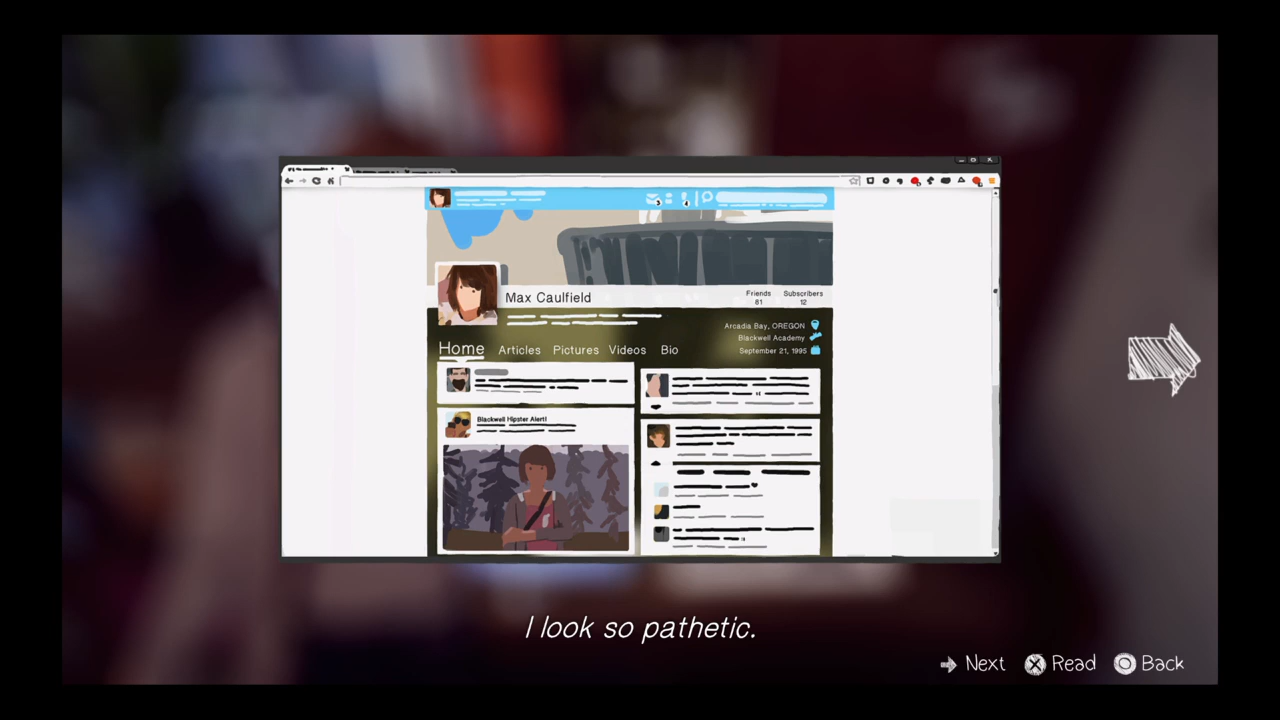 Max Caulfield
Friends
81
Subscribers
12
Arcadia Bay, OREGON
Blackwell Academy
September 21, 1995
Home Articles Pictures Videos Bio
Blackwell Hipster Alert!
I look so pathetic.
Next Read Back